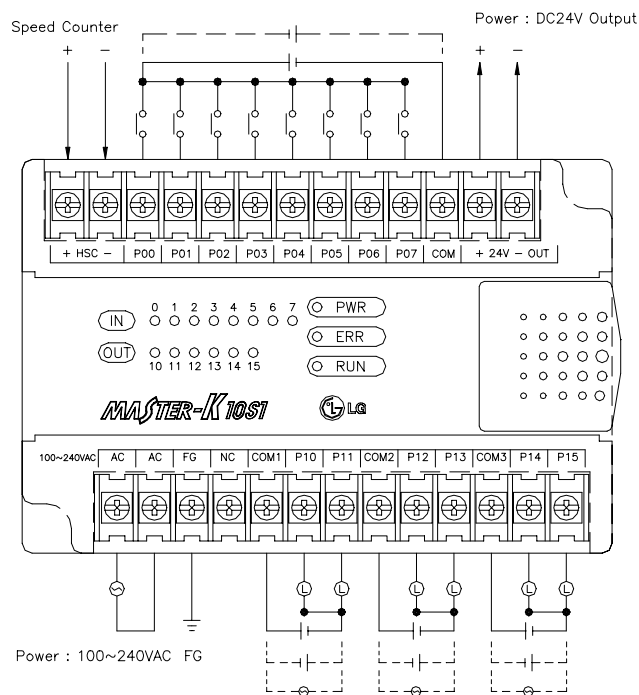 Speed Counter
Power : DC24V Output
+ − + −
+ HSC − P00 P01 P02 P03 P04 P05 P06 P07 COM + 24V − OUT
0 1 2 3 4 5 6 7
IN
PWR
ERR
OUT
RUN
10 11 12 13 14 15
MASTER-K 10S1
LG
100~240VAC AC AC FG NC COM1 P10 P11 COM2 P12 P13 COM3 P14 P15
L L L L L L
Power : 100~240VAC FG